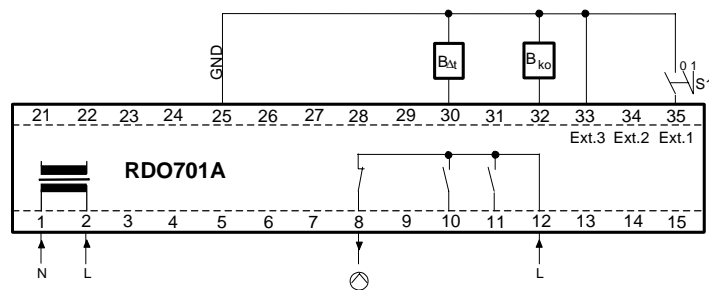 GND
B∆t
Bko
0 1
S1
21 22 23 24 25 26 27 28 29 30 31 32 33 34 35
Ext.3 Ext.2 Ext.1
RDO701A
1 2 3 4 5 6 7 8 9 10 11 12 13 14 15
N L L